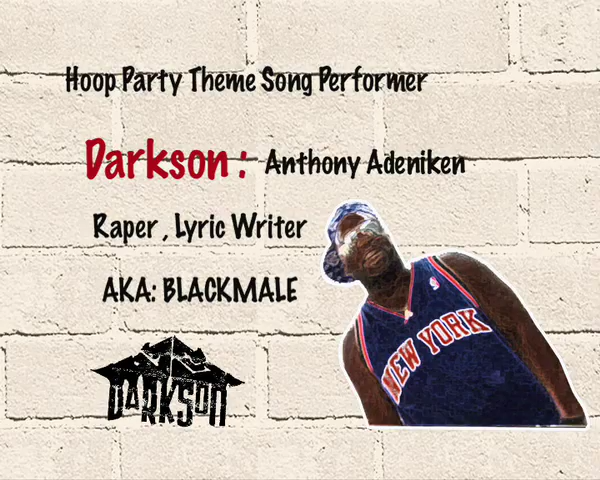 Hoop Party Theme Song Performer
Darkson : Anthony Adeniken
Raper , Lyric Writer
AKA: BLACKMALE
NEW YORK
DARKSON